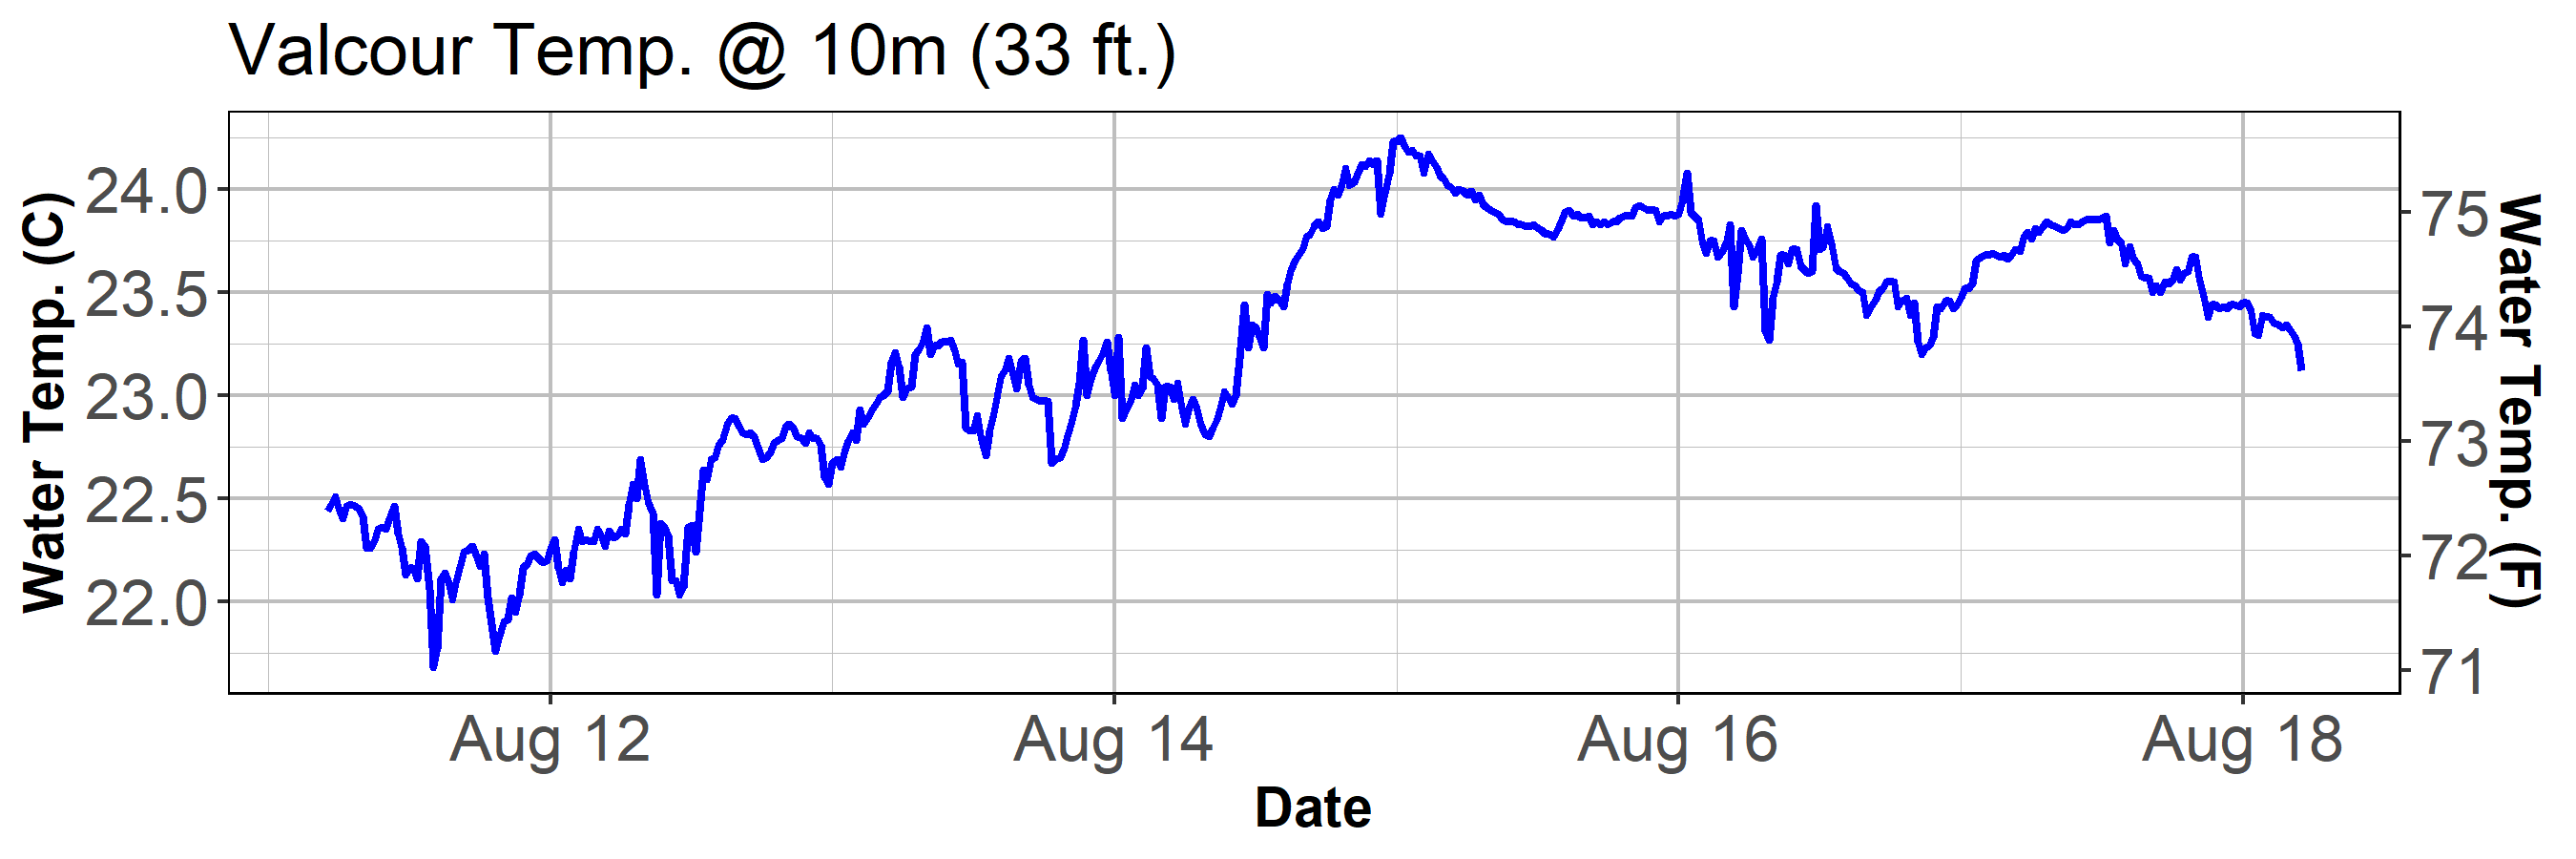 Valcour Temp. @ 10m (33 ft.)
Water Temp. (C)
24.0
23.5
23.0
22.5
22.0
75
74
73
72
71
Water Temp. (F)
Aug 12
Aug 14
Aug 16
Aug 18
Date